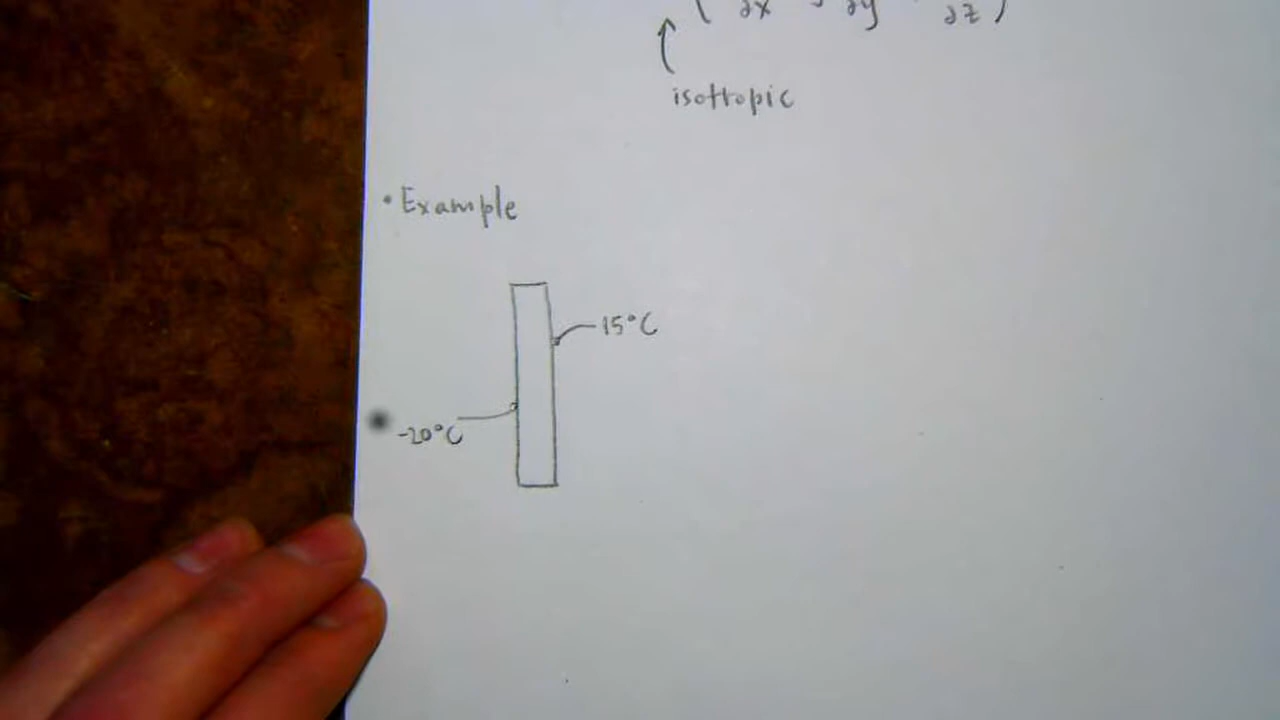 ( ∂x ∂y ∂z )
isotropic
• Example
15°C
-20°C